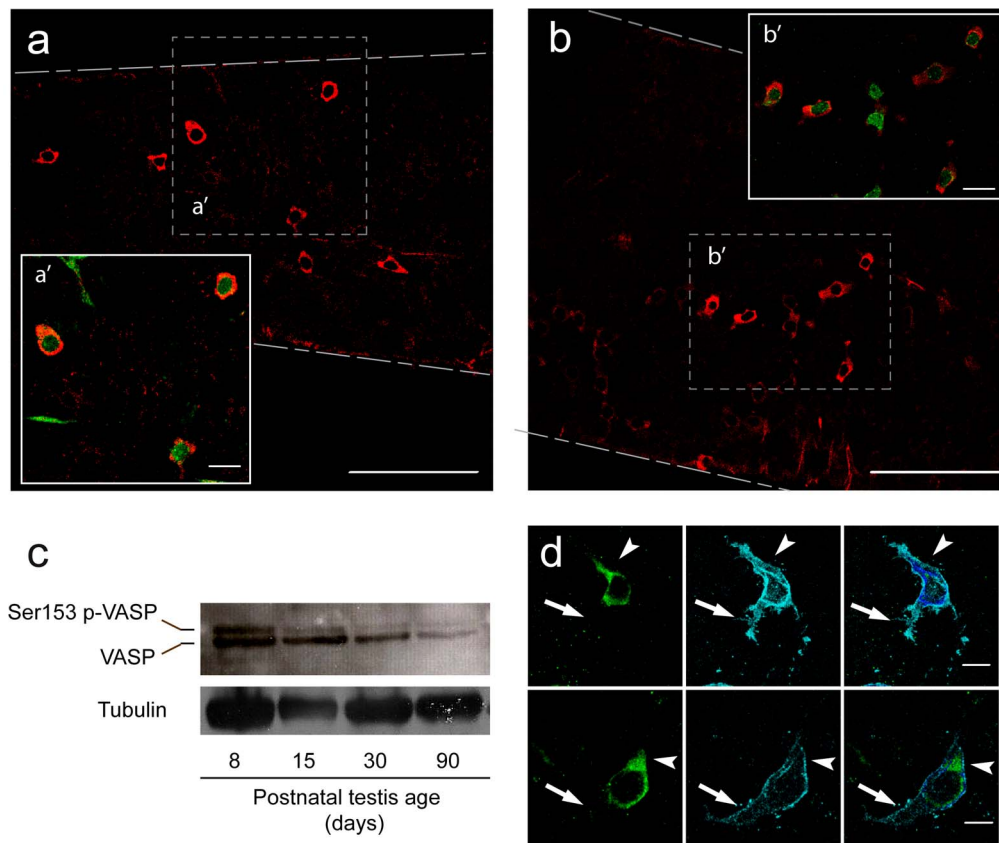 a
a′
a′
b
b′
b′
c
Ser153 p-VASP
VASP
Tubulin
8 15 30 90
Postnatal testis age
(days)
d